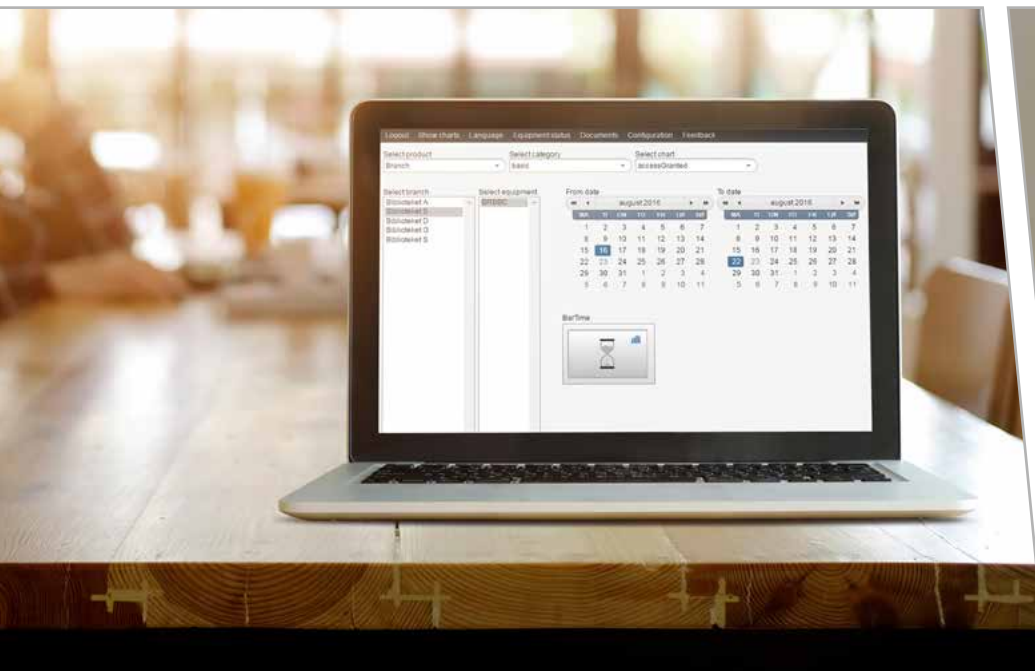 Logout Show charts Language Equipment status Documents Configuration Feedback
Select product Select category Select chart
Branch basic accessGranted
Select branch Select equipment From date To date
Biblioteket A
august 2016 august 2016
Biblioteket D
1 2 3 4 5 6 7 1 2 3 4 5 6 7
8 9 10 11 12 13 14 8 9 10 11 12 13 14
15 16 17 18 19 20 21 15 16 17 18 19 20 21
22 23 24 25 26 27 28 22 23 24 25 26 27 28
29 30 31 1 2 3 4 29 30 31 1 2 3 4
5 6 7 8 9 10 11 5 6 7 8 9 10 11
BarTime